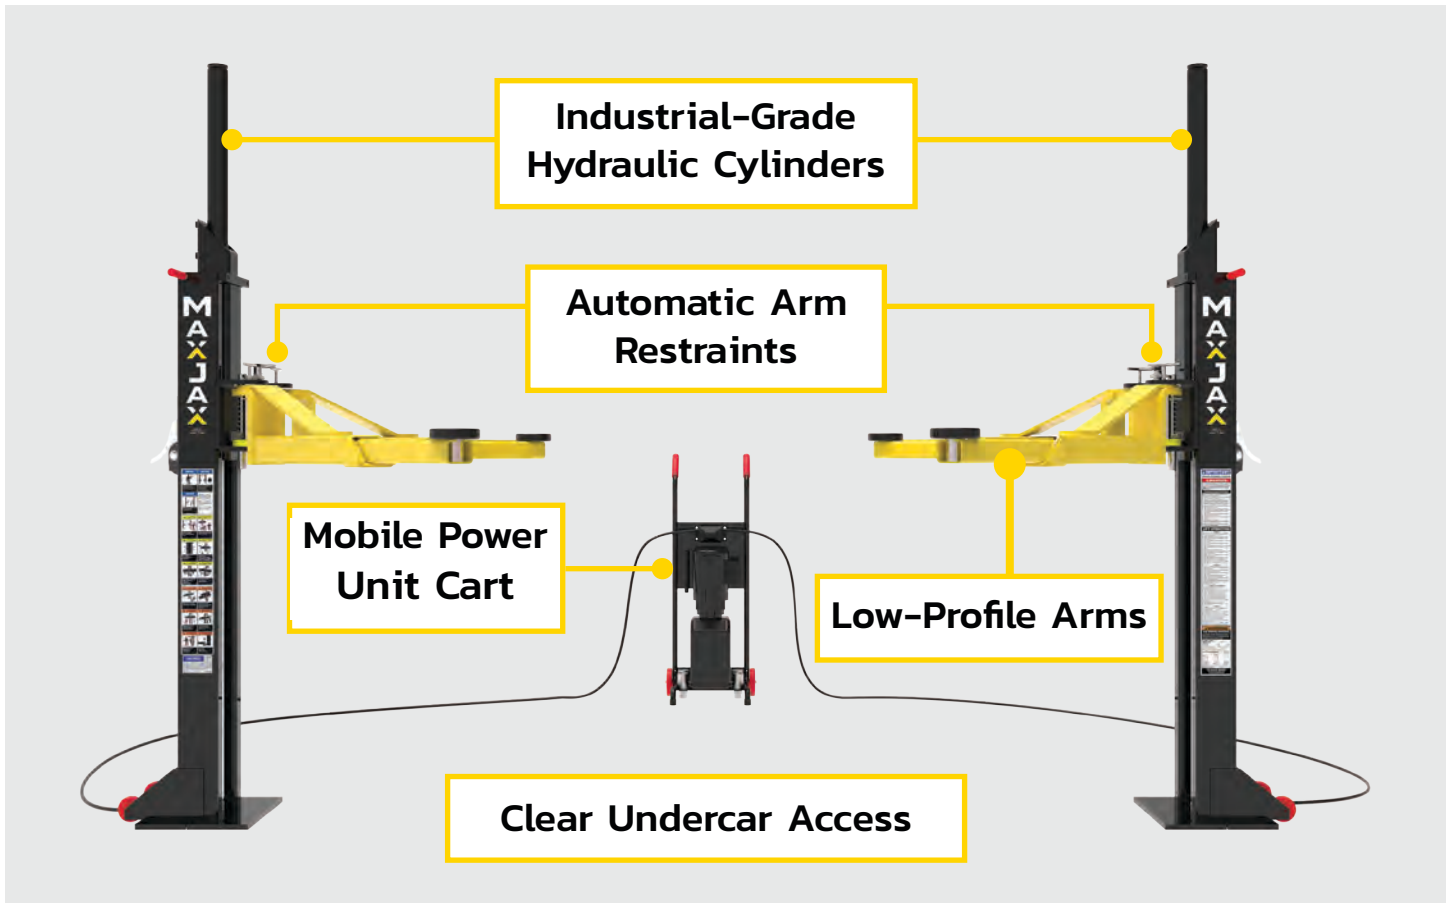 Industrial-Grade
Hydraulic Cylinders
Automatic Arm
Restraints
MAXJAX
MAXJAX
Mobile Power
Unit Cart
Low-Profile Arms
Clear Undercar Access